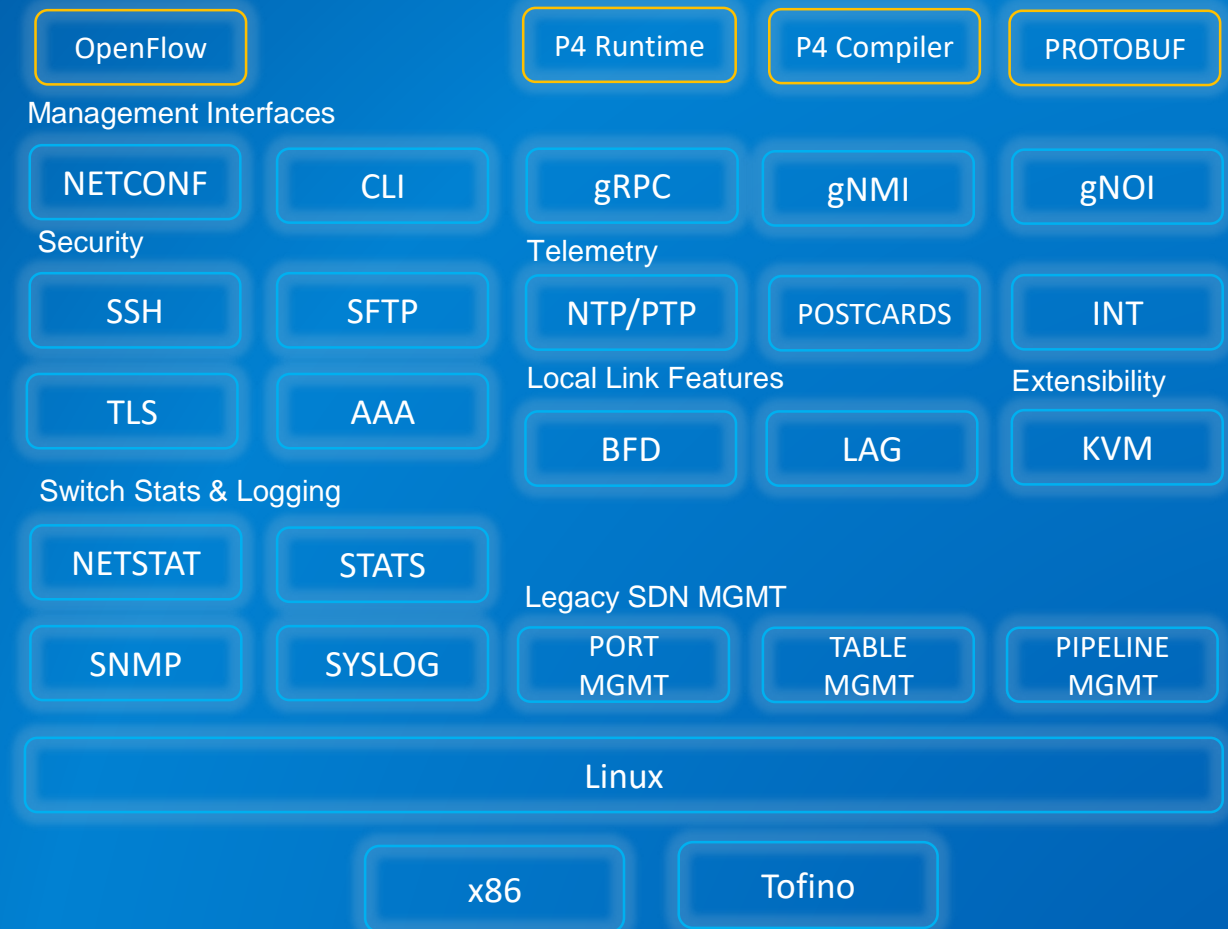 OpenFlow
P4 Runtime
P4 Compiler
PROTOBUF
Management Interfaces
NETCONF
CLI
gRPC
gNMI
gNOI
Security
SSH
SFTP
TLS
AAA
Telemetry
NTP/PTP
POSTCARDS
INT
Local Link Features
BFD
LAG
Extensibility
KVM
Switch Stats & Logging
NETSTAT
STATS
SNMP
SYSLOG
Legacy SDN MGMT
PORT
MGMT
TABLE
MGMT
PIPELINE
MGMT
Linux
x86
Tofino